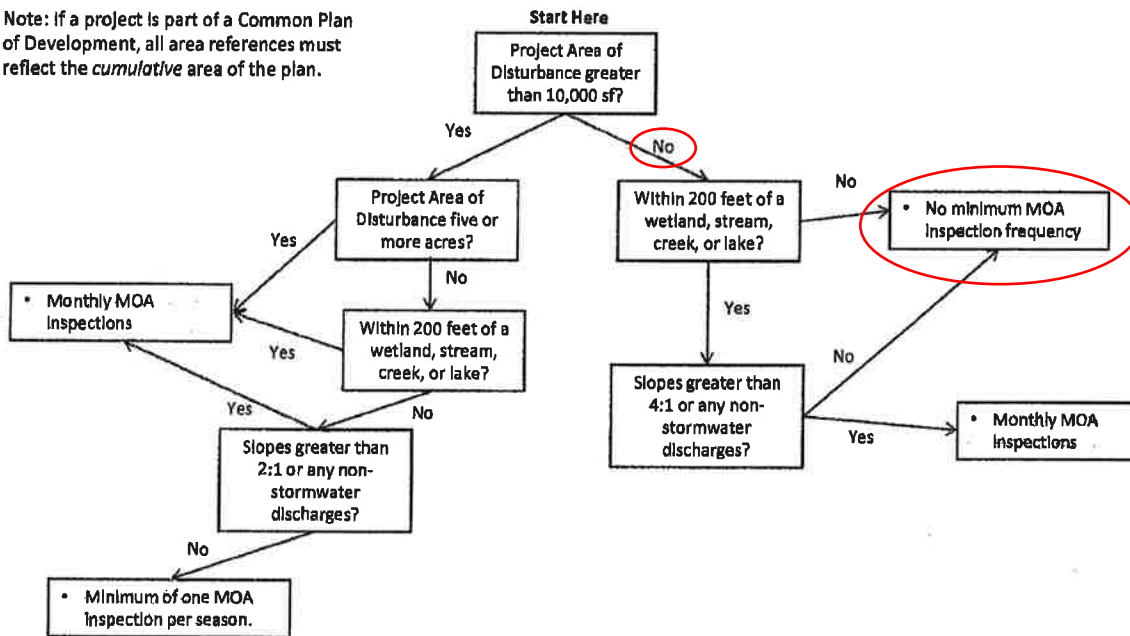 Note: If a project is part of a Common Plan
of Development, all area references must
reflect the cumulative area of the plan.
Start Here
Project Area of
Disturbance greater
than 10,000 sf?
Yes
No
Project Area of
Disturbance five or
more acres?
Within 200 feet of a
wetland, stream,
creek, or lake?
No
• No minimum MOA
inspection frequency
Yes
No
Yes
• Monthly MOA
inspections
Within 200 feet of a
wetland, stream,
creek, or lake?
Yes
No
Slopes greater than
4:1 or any non-
stormwater
discharges?
No
Yes
• Monthly MOA
inspections
Yes
No
Slopes greater than
2:1 or any non-
stormwater
discharges?
No
• Minimum of one MOA
inspection per season.